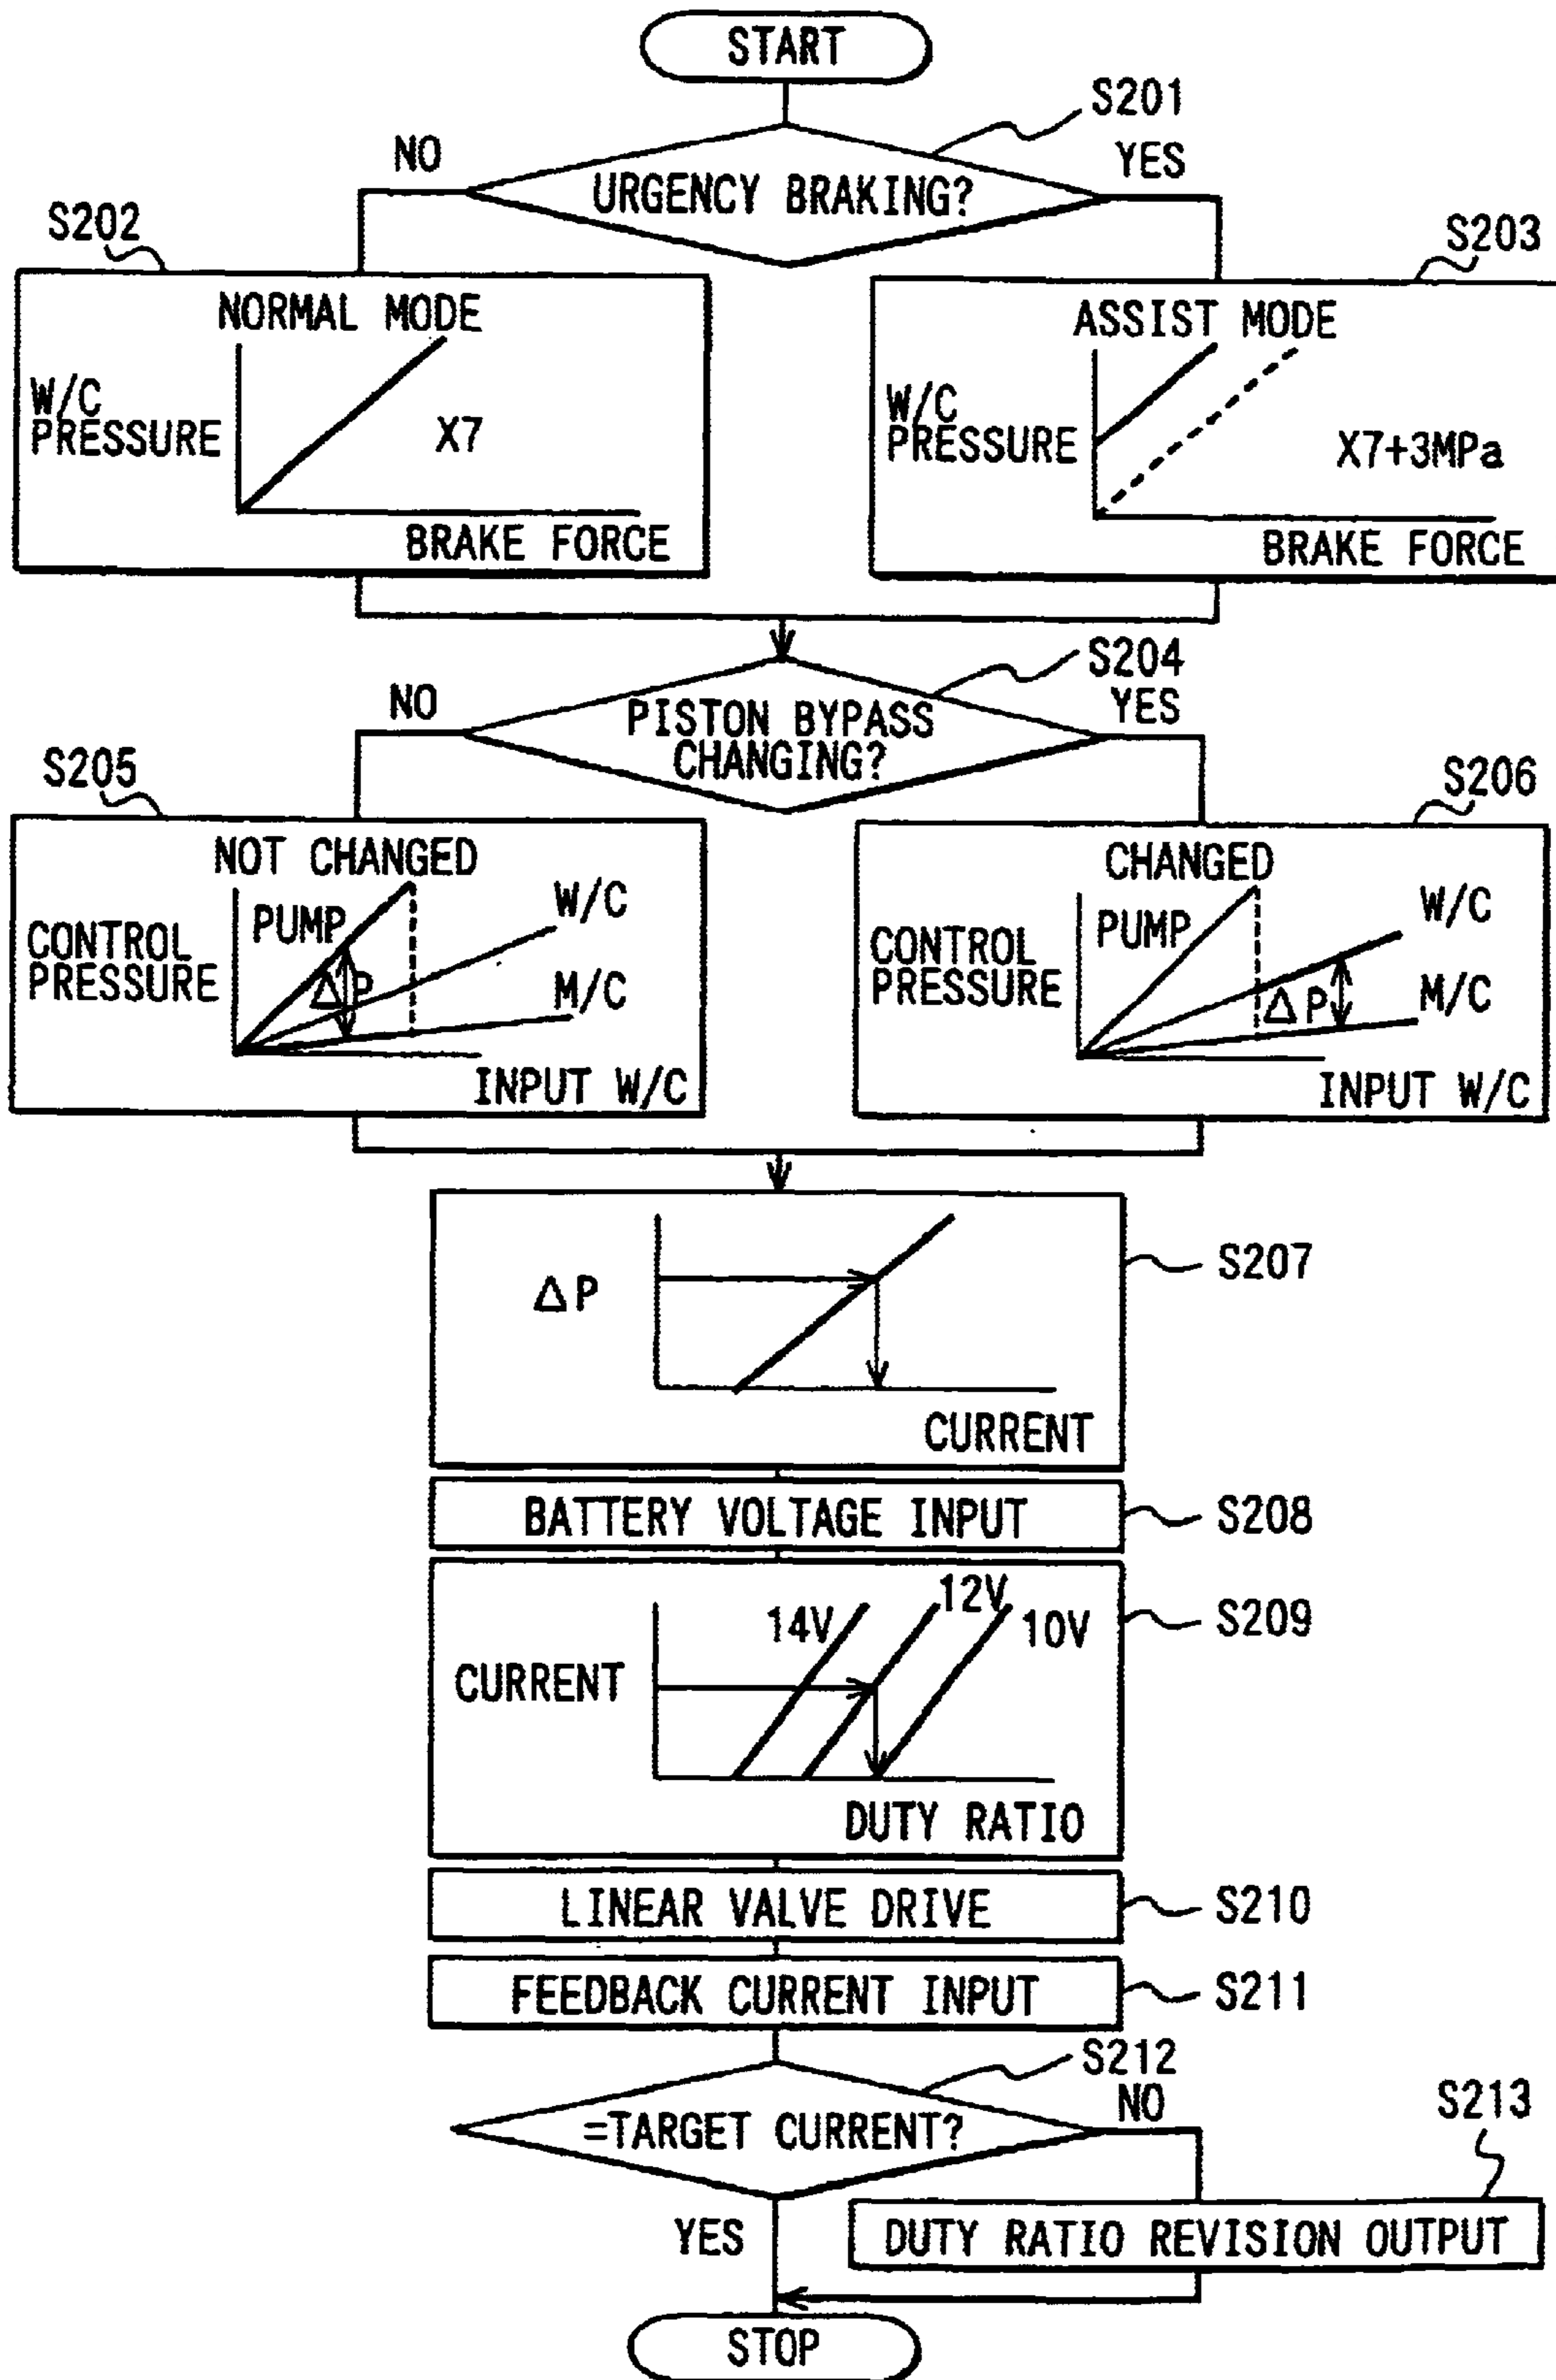 START
S201
NO
YES
URGENCY BRAKING?
S202
S203
NORMAL MODE
W/C
PRESSURE
X7
BRAKE FORCE
ASSIST MODE
W/C
PRESSURE
X7+3MPa
BRAKE FORCE
S204
NO
YES
PISTON BYPASS
CHANGING?
S205
S206
NOT CHANGED
CONTROL
PRESSURE
PUMP
W/C
ΔP
M/C
INPUT W/C
CHANGED
CONTROL
PRESSURE
PUMP
W/C
ΔP
M/C
INPUT W/C
S207
ΔP
CURRENT
BATTERY VOLTAGE INPUT
S208
S209
14V
12V
10V
CURRENT
DUTY RATIO
LINEAR VALVE DRIVE
S210
FEEDBACK CURRENT INPUT
S211
S212
=TARGET CURRENT?
NO
S213
YES
DUTY RATIO REVISION OUTPUT
STOP